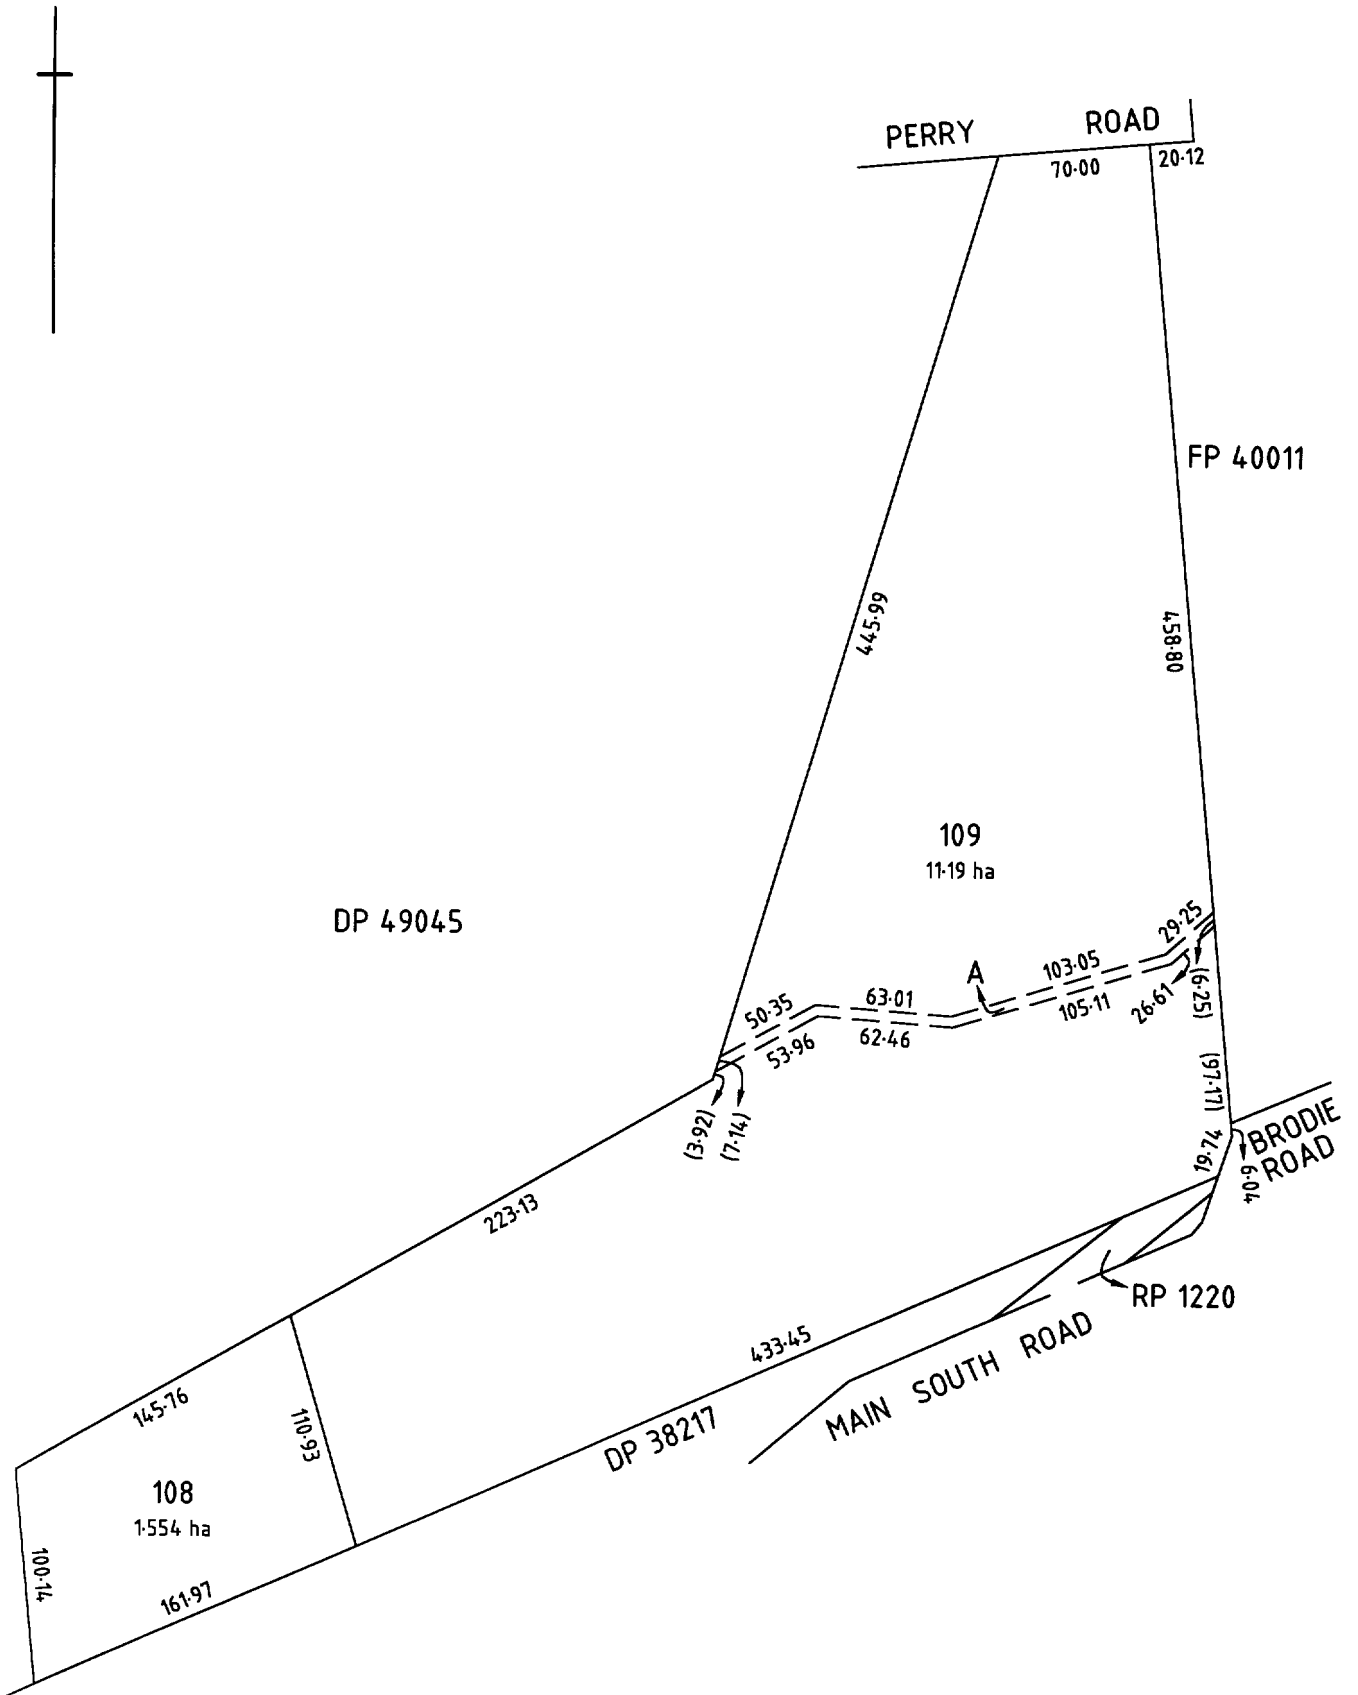 PERRY ROAD
70·00
20·12
FP 40011
445·99
458·80
109
11·19 ha
DP 49045
29·25
A
103·05
(6·25)
50·35
63·01
105·11
26·61
53·96
62·46
(97·17)
(3·92)
(7·14)
19·74
BRODIE
ROAD
6·04
223·13
RP 1220
433·45
MAIN SOUTH ROAD
145·76
110·93
DP 38217
108
1·554 ha
100·14
161·97